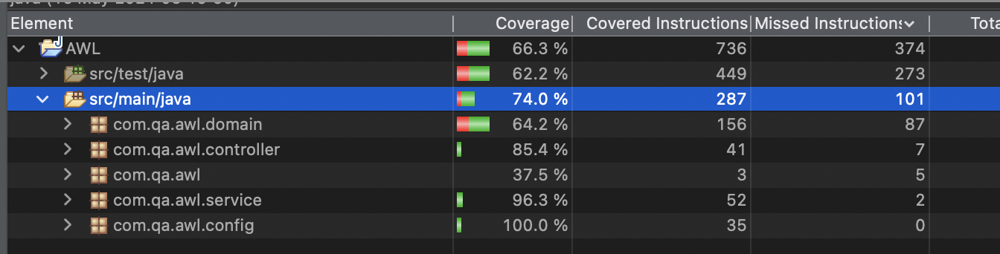 Element Coverage Covered Instructions Missed Instructions
AWL 66.3 % 736 374
src/test/java 62.2 % 449 273
src/main/java 74.0 % 287 101
com.qa.awl.domain 64.2 % 156 87
com.qa.awl.controller 85.4 % 41 7
com.qa.awl 37.5 % 3 5
com.qa.awl.service 96.3 % 52 2
com.qa.awl.config 100.0 % 35 0